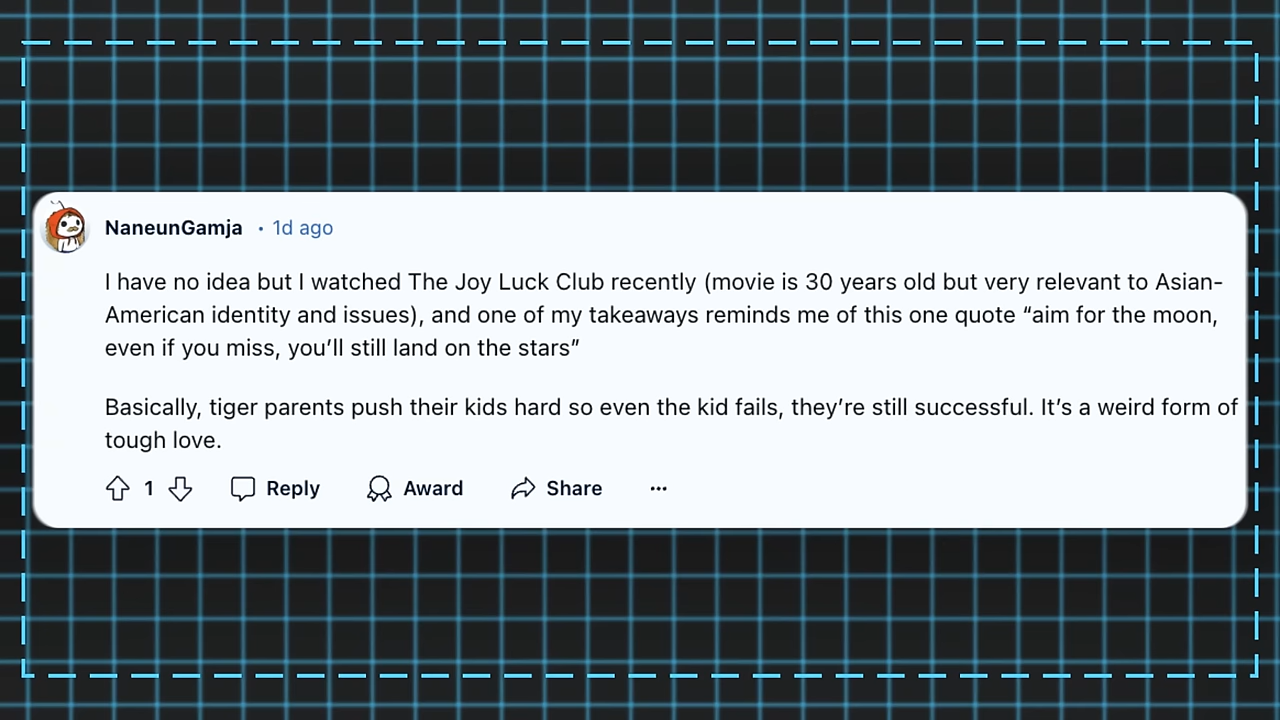 NaneunGamja • 1d ago
I have no idea but I watched The Joy Luck Club recently (movie is 30 years old but very relevant to Asian-
American identity and issues), and one of my takeaways reminds me of this one quote “aim for the moon,
even if you miss, you’ll still land on the stars”
Basically, tiger parents push their kids hard so even the kid fails, they’re still successful. It’s a weird form of
tough love.
1 Reply Award Share ...